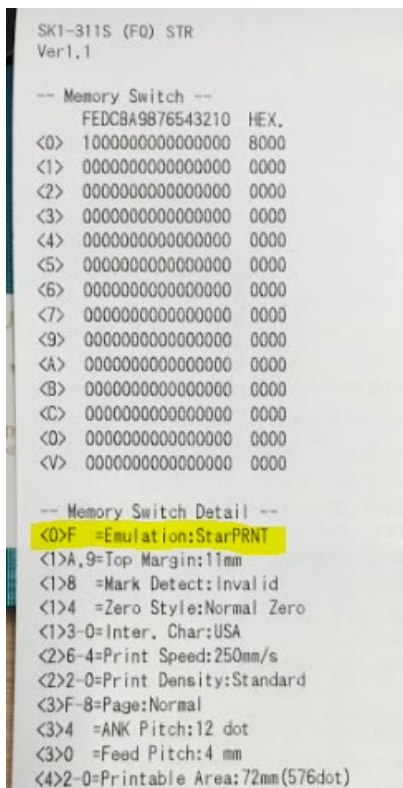 SK1-311S (FQ) STR
Ver1.1
-- Memory Switch --
FEDCBA9876543210 HEX.
<0> 1000000000000000 8000
<1> 0000000000000000 0000
<2> 0000000000000000 0000
<3> 0000000000000000 0000
<4> 0000000000000000 0000
<5> 0000000000000000 0000
<6> 0000000000000000 0000
<7> 0000000000000000 0000
<9> 0000000000000000 0000
<A> 0000000000000000 0000
<B> 0000000000000000 0000
<C> 0000000000000000 0000
<D> 0000000000000000 0000
<V> 0000000000000000 0000
-- Memory Switch Detail --
<0>F =Emulation:StarPRNT
<1>A,9=Top Margin:11mm
<1>8 =Mark Detect:Invalid
<1>4 =Zero Style:Normal Zero
<1>3-0=Inter. Char:USA
<2>6-4=Print Speed:250mm/s
<2>2-0=Print Density:Standard
<3>F-8=Page:Normal
<3>4 =ANK Pitch:12 dot
<3>0 =Feed Pitch:4 mm
<4>2-0=Printable Area:72mm(576dot)